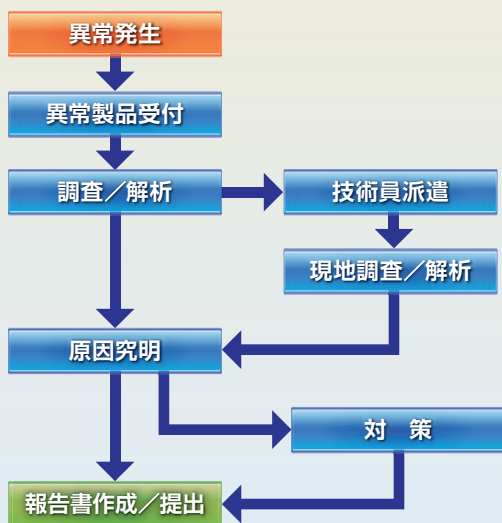 異常発生
異常製品受付
調査／解析
技術員派遣
現地調査／解析
原因究明
対　策
報告書作成／提出